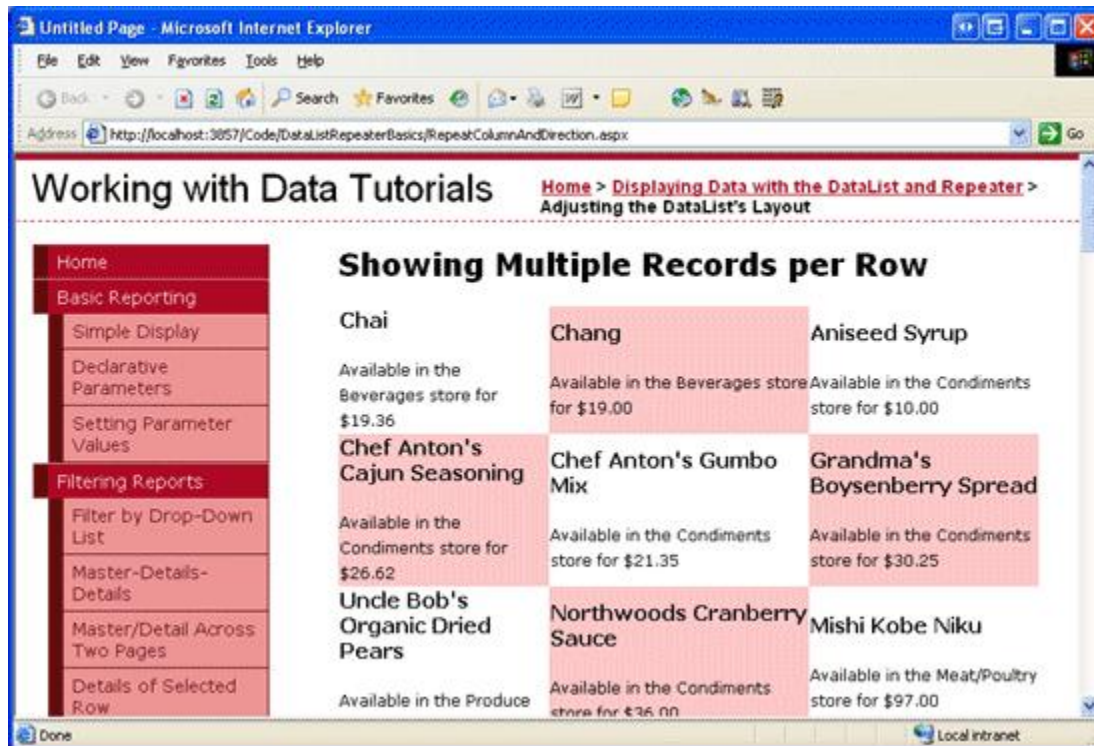 Untitled Page - Microsoft Internet Explorer
File Edit View Favorites Tools Help
Back Search Favorites
Address http://localhost:3857/Code/DataListRepeaterBasics/RepeatColumnAndDirection.aspx Go
Working with Data Tutorials
Home > Displaying Data with the DataList and Repeater >
Adjusting the DataList's Layout
Home
Basic Reporting
Simple Display
Declarative
Parameters
Setting Parameter
Values
Filtering Reports
Filter by Drop-Down
List
Master-Details-
Details
Master/Detail Across
Two Pages
Details of Selected
Row
Showing Multiple Records per Row
Chai
Available in the
Beverages store for
$19.36
Chang
Available in the Beverages store
for $19.00
Aniseed Syrup
Available in the Condiments
store for $10.00
Chef Anton's
Cajun Seasoning
Available in the
Condiments store for
$26.62
Chef Anton's Gumbo
Mix
Available in the Condiments
store for $21.35
Grandma's
Boysenberry Spread
Available in the Condiments
store for $30.25
Uncle Bob's
Organic Dried
Pears
Available in the Produce
Northwoods Cranberry
Sauce
Available in the Condiments
store for $36.00
Mishi Kobe Niku
Available in the Meat/Poultry
store for $97.00
Done
Local intranet